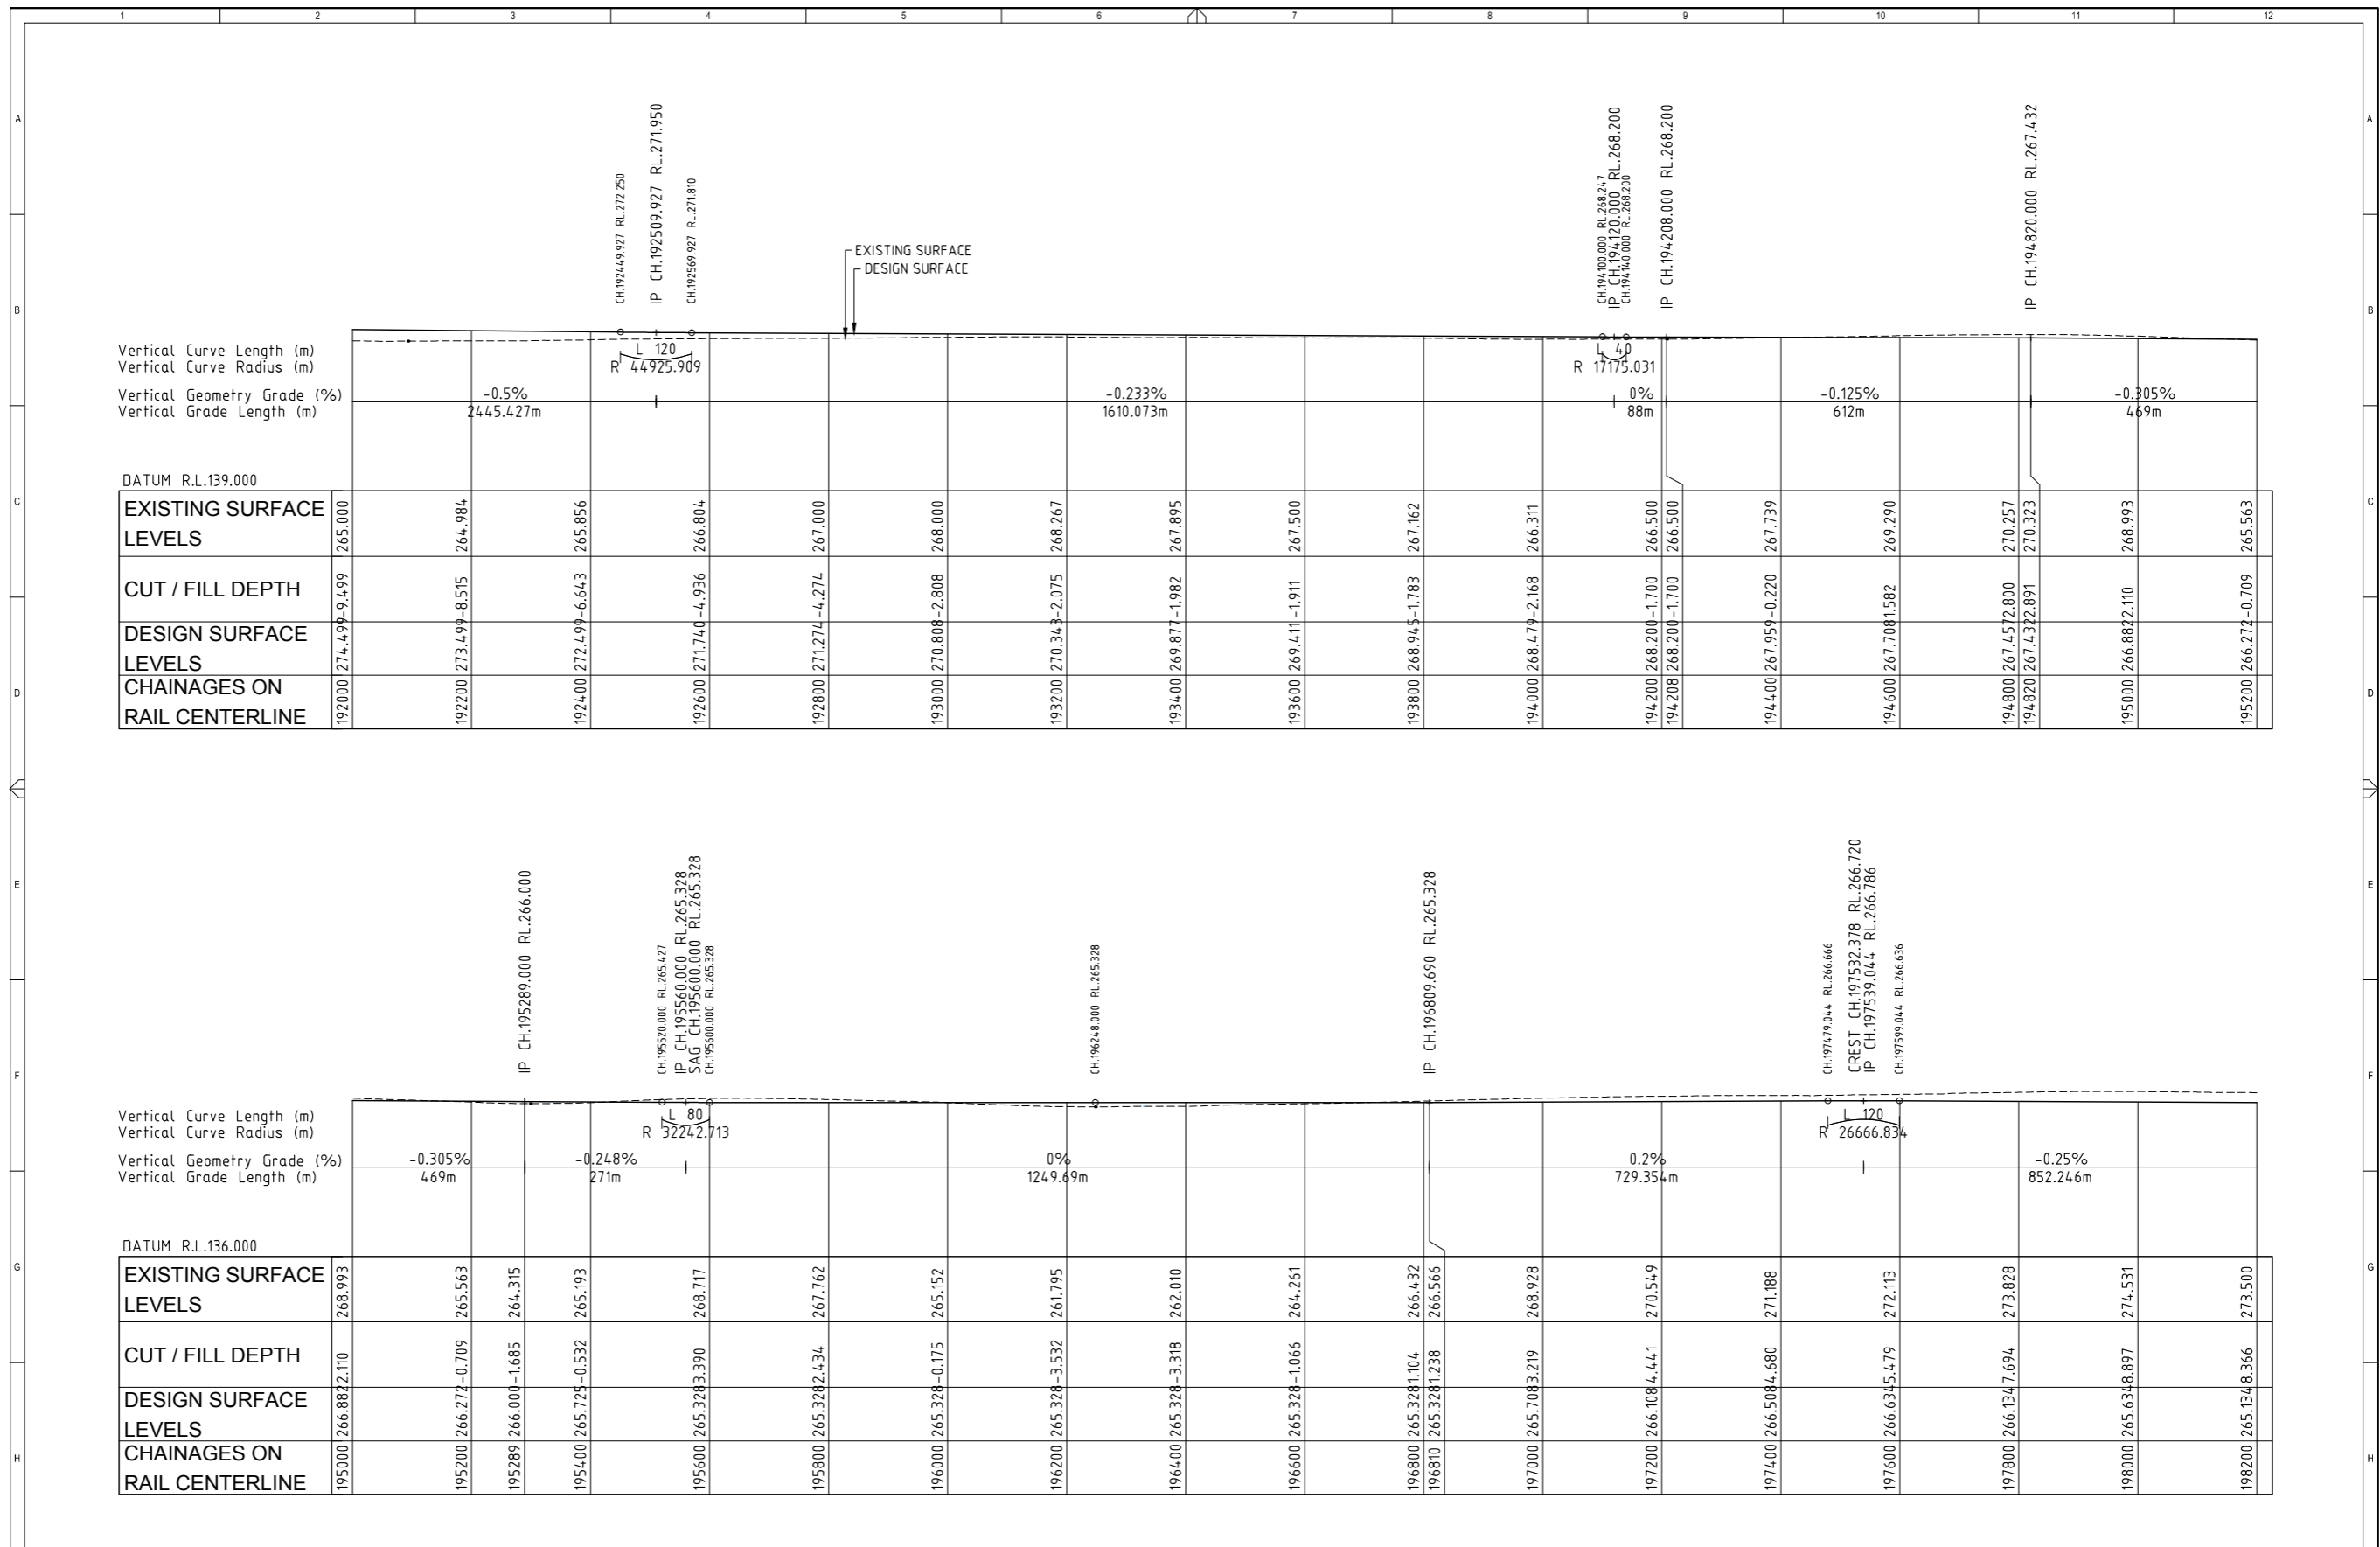 1 2 3 4 5 6 7 8 9 10 11 12
A A
CH.192449.927 RL.272.250
IP CH.192509.927 RL.271.950
CH.192569.927 RL.271.810
CH.194100.000 RL.268.247
IP CH.194120.000 RL.268.200
CH.194140.000 RL.268.200
IP CH.194208.000 RL.268.200
IP CH.194820.000 RL.267.432
EXISTING SURFACE
DESIGN SURFACE
B B
Vertical Curve Length (m) L 120 L 40
Vertical Curve Radius (m) R 44925.909 R 17175.031
Vertical Geometry Grade (%) -0.5% -0.233% 0% -0.125% -0.305%
Vertical Grade Length (m) 2445.427m 1610.073m 88m 612m 469m
DATUM R.L.139.000
C C
EXISTING SURFACE
LEVELS
265.000 264.984 265.856 266.804 267.000 268.000 268.267 267.895 267.500 267.162 266.311 266.500 266.500 267.739 269.290 270.257 270.323 268.993 265.563
CUT / FILL DEPTH
-9.499 -8.515 -6.643 -4.936 -4.274 -2.808 -2.075 -1.982 -1.911 -1.783 -2.168 -1.700 -1.700 -0.220 1.582 2.800 2.891 2.110 -0.709
DESIGN SURFACE
LEVELS
274.499 273.499 272.499 271.740 271.274 270.808 270.343 269.877 269.411 268.945 268.479 268.200 268.200 267.959 267.708 267.457 267.432 266.882 266.272
D D
CHAINAGES ON
RAIL CENTERLINE
192000 192200 192400 192600 192800 193000 193200 193400 193600 193800 194000 194200 194208 194400 194600 194800 194820 195000 195200
E E
IP CH.195289.000 RL.266.000
CH.195520.000 RL.265.427
IP CH.195560.000 RL.265.328
SAG CH.195600.000 RL.265.328
CH.195600.000 RL.265.328
CH.196248.000 RL.265.328
IP CH.196809.690 RL.265.328
CH.197479.044 RL.266.666
CREST CH.197532.378 RL.266.720
IP CH.197539.044 RL.266.786
CH.197599.044 RL.266.636
F F
Vertical Curve Length (m) L 80 L 120
Vertical Curve Radius (m) R 32242.713 R 26666.834
Vertical Geometry Grade (%) -0.305% -0.248% 0% 0.2% -0.25%
Vertical Grade Length (m) 469m 271m 1249.69m 729.354m 852.246m
DATUM R.L.136.000
G G
EXISTING SURFACE
LEVELS
268.993 265.563 264.315 265.193 268.717 267.762 265.152 261.795 262.010 264.261 266.432 266.566 268.928 270.549 271.188 272.113 273.828 274.531 273.500
CUT / FILL DEPTH
2.110 -0.709 -1.685 -0.532 3.390 2.434 -0.175 -3.532 -3.318 -1.066 1.104 1.238 3.219 4.441 4.680 5.479 7.694 8.897 8.366
DESIGN SURFACE
LEVELS
266.882 266.272 266.000 265.725 265.328 265.328 265.328 265.328 265.328 265.328 265.328 265.328 265.708 266.108 266.508 266.634 266.134 265.634 265.134
H H
CHAINAGES ON
RAIL CENTERLINE
195000 195200 195289 195400 195600 195800 196000 196200 196400 196600 196800 196810 197000 197200 197400 197600 197800 198000 198200